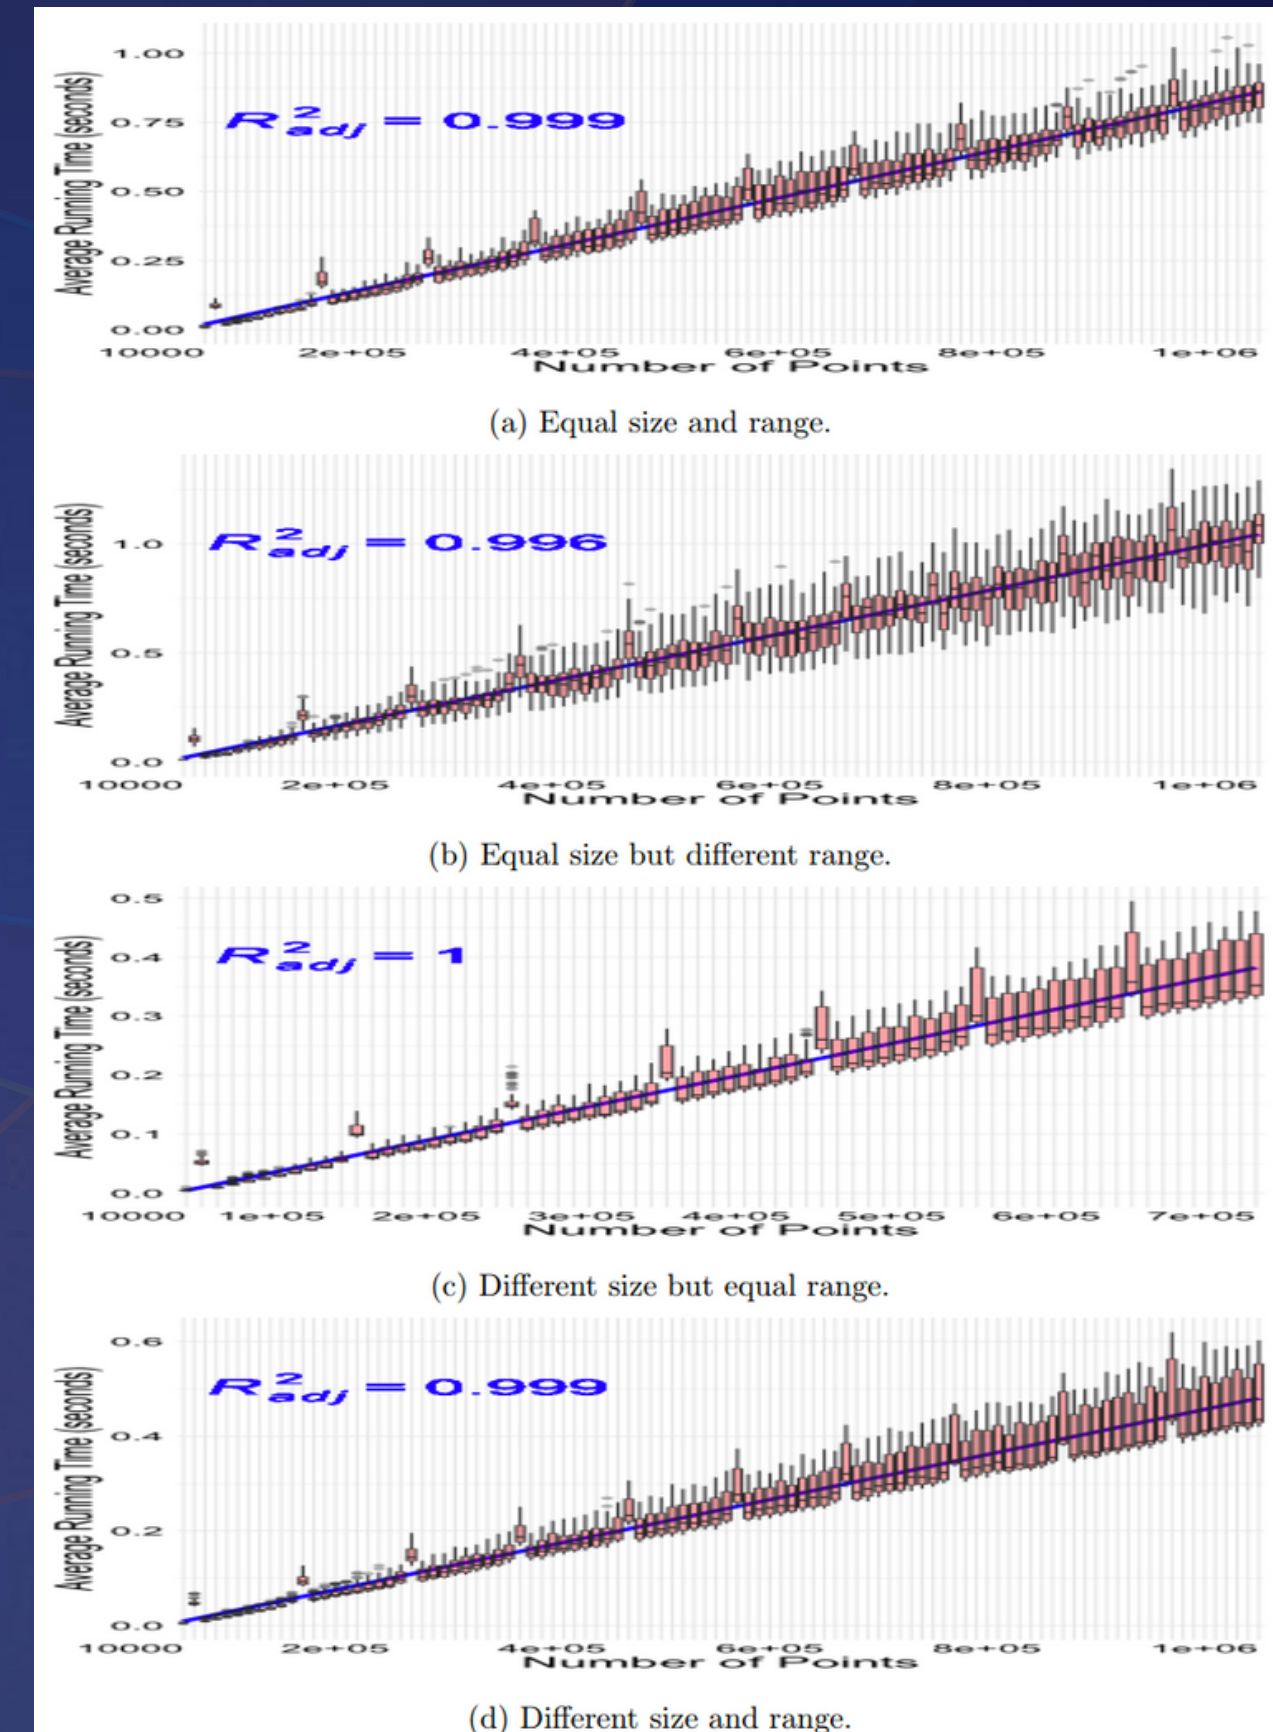 1.00
R²adj = 0.999
0.75
0.50
0.25
0.00
Average Running Time (seconds)
10000 2e+05 4e+05 6e+05 8e+05 1e+06
Number of Points
(a) Equal size and range.
R²adj = 0.996
1.0
0.5
0.0
Average Running Time (seconds)
10000 2e+05 4e+05 6e+05 8e+05 1e+06
Number of Points
(b) Equal size but different range.
0.5
R²adj = 1
0.4
0.3
0.2
0.1
0.0
Average Running Time (seconds)
10000 1e+05 2e+05 3e+05 4e+05 5e+05 6e+05 7e+05
Number of Points
(c) Different size but equal range.
0.6
R²adj = 0.999
0.4
0.2
0.0
Average Running Time (seconds)
10000 2e+05 4e+05 6e+05 8e+05 1e+06
Number of Points
(d) Different size and range.